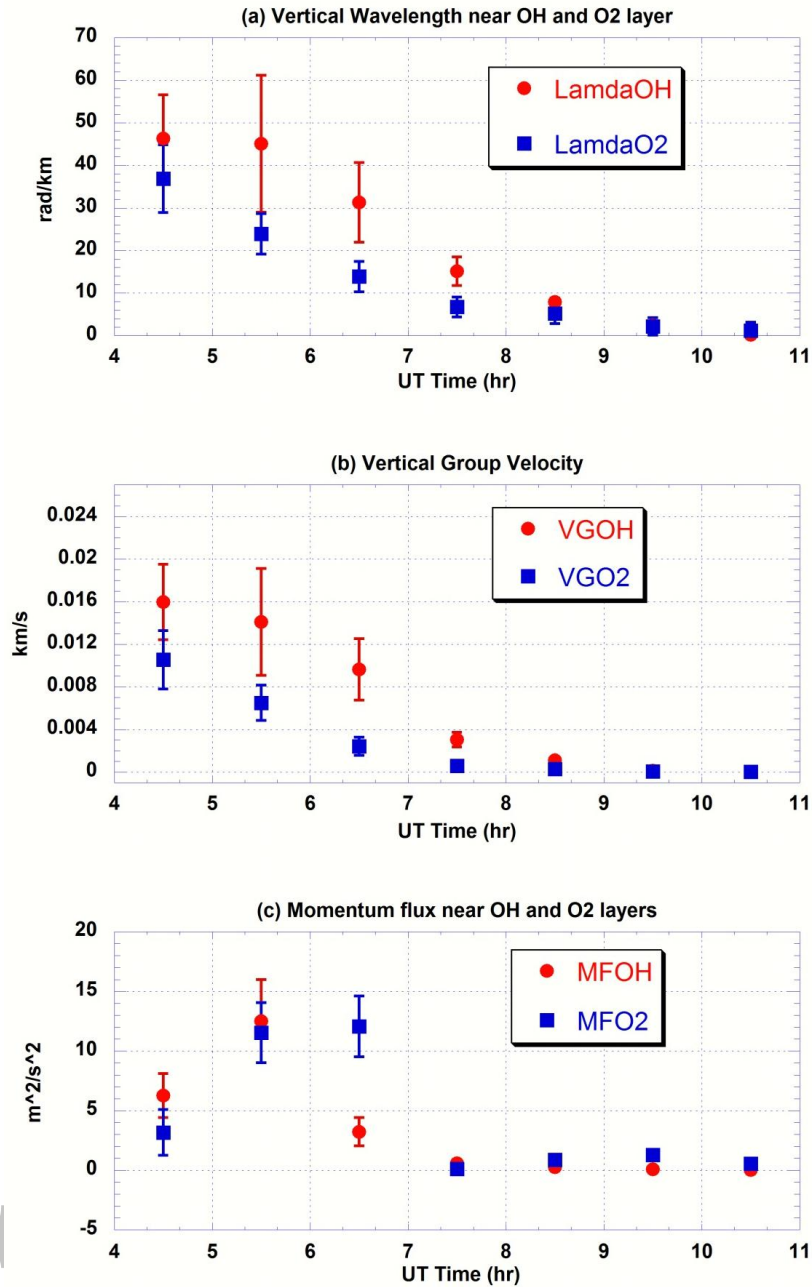 (a) Vertical Wavelength near OH and O2 layer
70
60
50
40
30
20
10
0
rad/km
LamdaOH
LamdaO2
4 5 6 7 8 9 10 11
UT Time (hr)
(b) Vertical Group Velocity
0.024
0.02
0.016
0.012
0.008
0.004
0
km/s
VGOH
VGO2
4 5 6 7 8 9 10 11
UT Time (hr)
(c) Momentum flux near OH and O2 layers
20
15
10
5
0
-5
m^2/s^2
MFOH
MFO2
4 5 6 7 8 9 10 11
UT Time (hr)